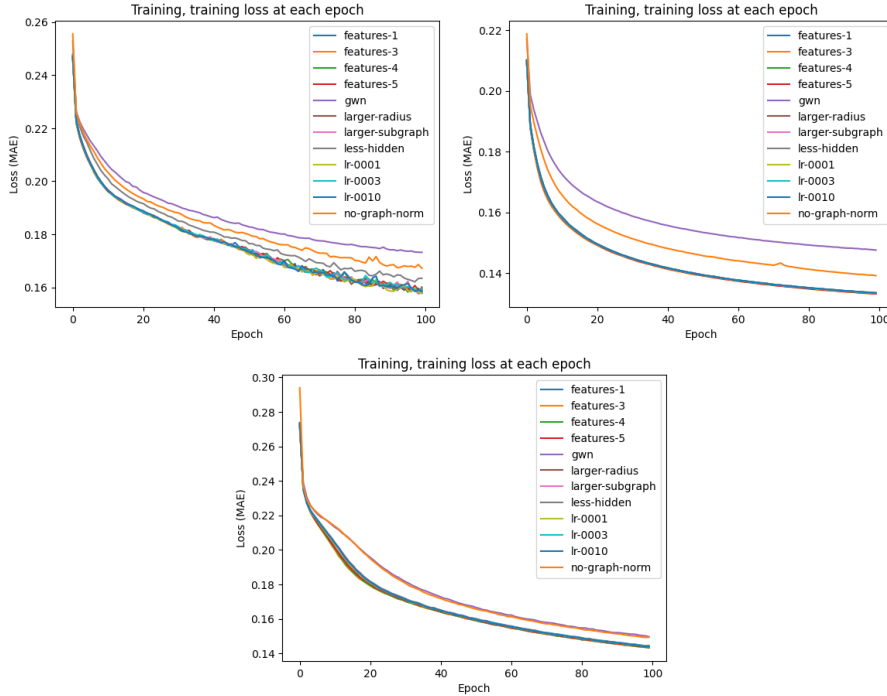 Training, training loss at each epoch
0.26
0.24
0.22
0.20
0.18
0.16
Loss (MAE)
0
20
40
60
80
100
Epoch
features-1
features-3
features-4
features-5
gwn
larger-radius
larger-subgraph
less-hidden
lr-0001
lr-0003
lr-0010
no-graph-norm
Training, training loss at each epoch
0.22
0.20
0.18
0.16
0.14
Loss (MAE)
0
20
40
60
80
100
Epoch
features-1
features-3
features-4
features-5
gwn
larger-radius
larger-subgraph
less-hidden
lr-0001
lr-0003
lr-0010
no-graph-norm
Training, training loss at each epoch
0.30
0.28
0.26
0.24
0.22
0.20
0.18
0.16
0.14
Loss (MAE)
0
20
40
60
80
100
Epoch
features-1
features-3
features-4
features-5
gwn
larger-radius
larger-subgraph
less-hidden
lr-0001
lr-0003
lr-0010
no-graph-norm